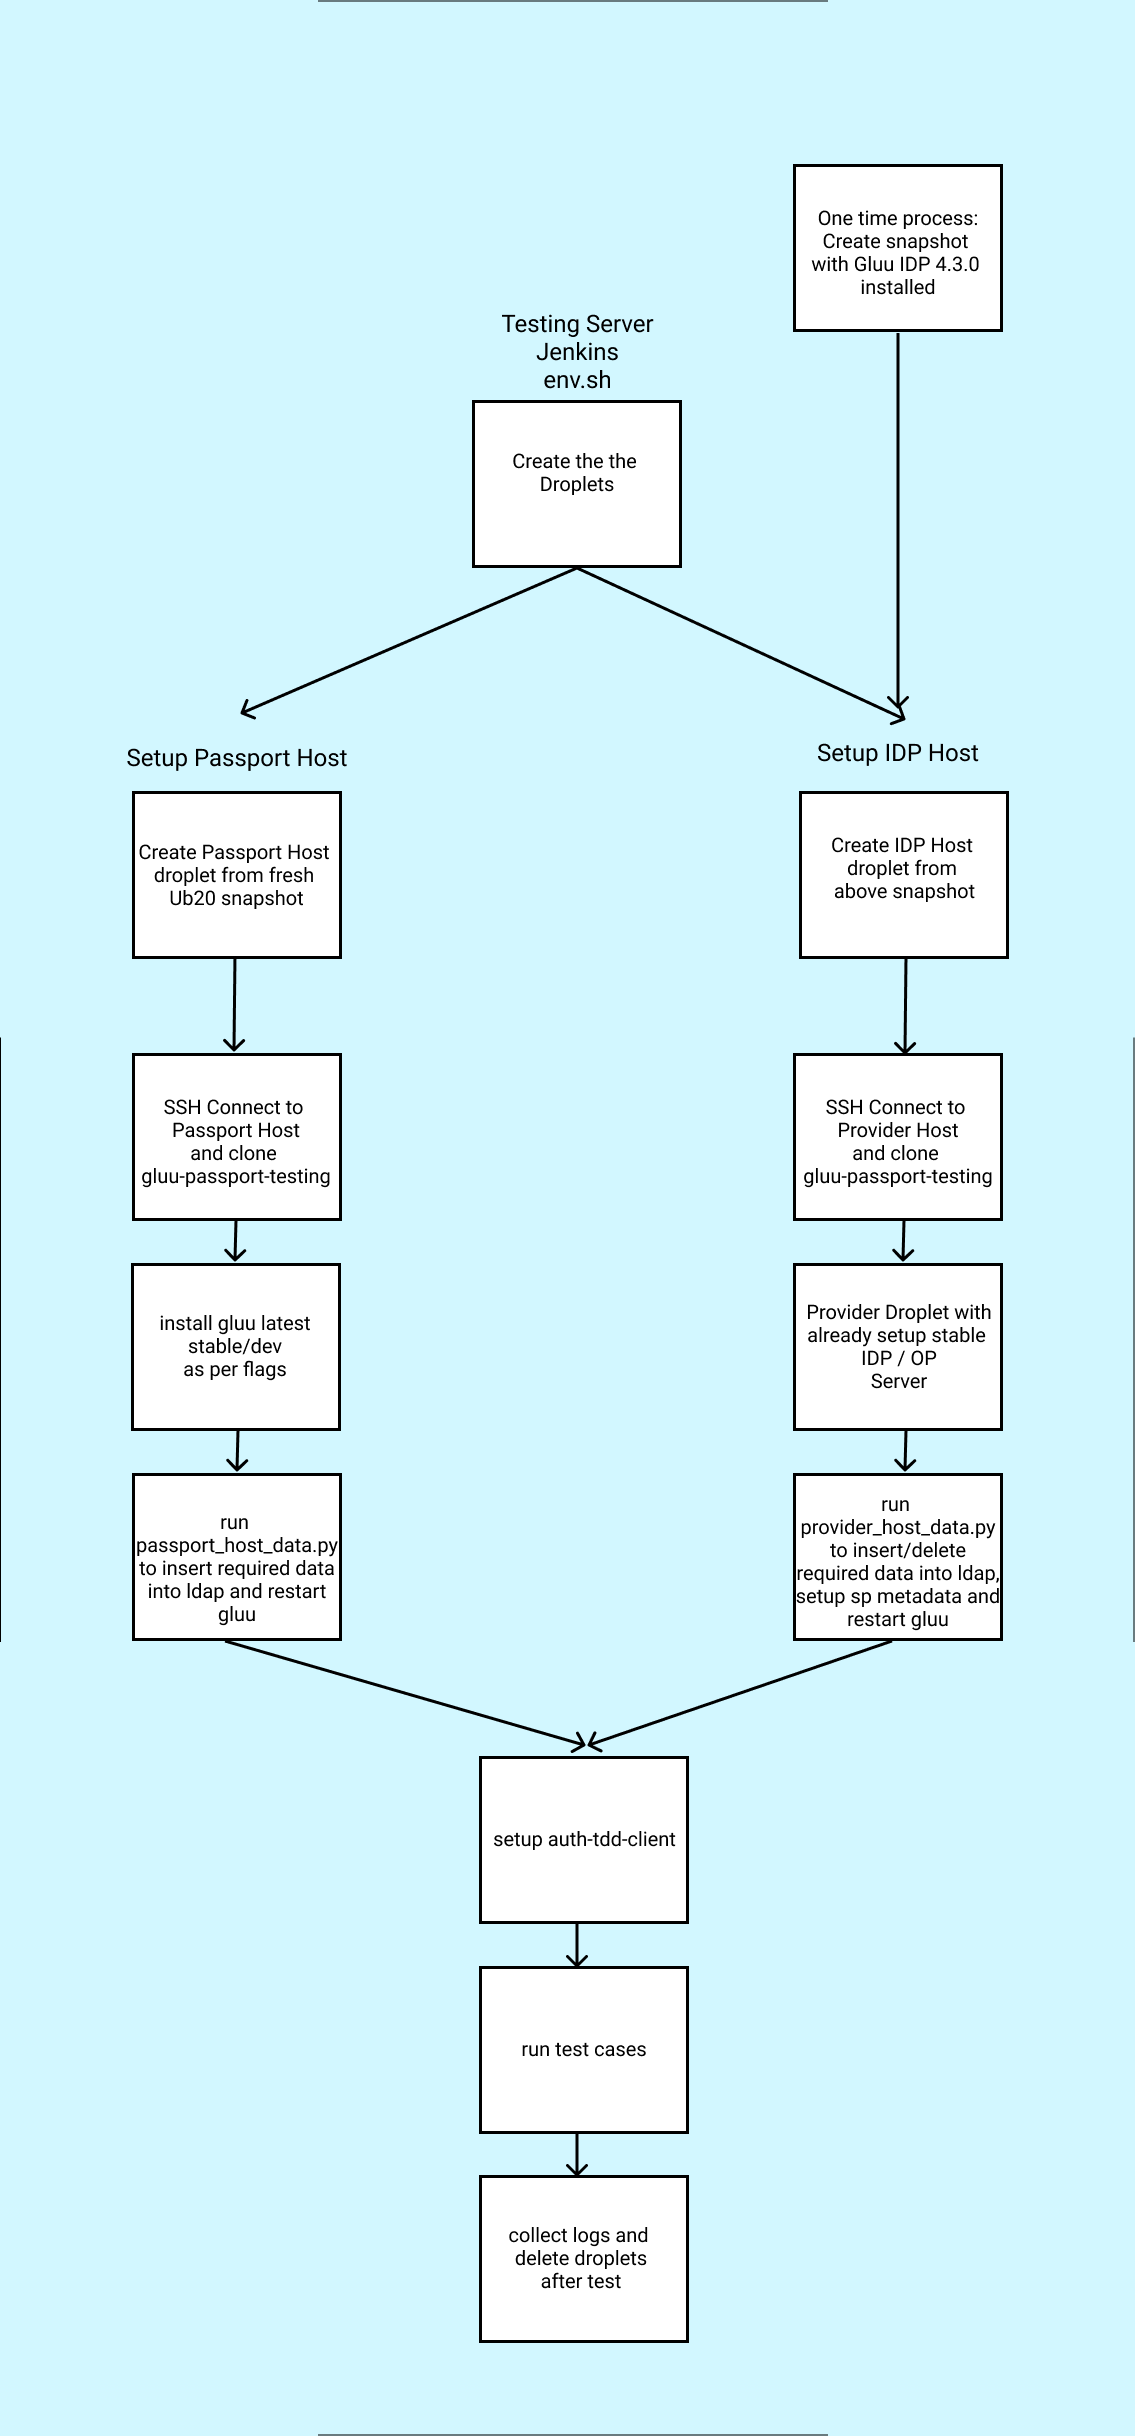 One time process:
Create snapshot
with Gluu IDP 4.3.0
installed
Testing Server
Jenkins
env.sh
Create the the
Droplets
Setup Passport Host
Setup IDP Host
Create Passport Host
droplet from fresh
Ub20 snapshot
Create IDP Host
droplet from
above snapshot
SSH Connect to
Passport Host
and clone
gluu-passport-testing
SSH Connect to
Provider Host
and clone
gluu-passport-testing
install gluu latest
stable/dev
as per flags
Provider Droplet with
already setup stable
IDP / OP
Server
run
passport_host_data.py
to insert required data
into ldap and restart
gluu
run
provider_host_data.py
to insert/delete
required data into ldap,
setup sp metadata and
restart gluu
setup auth-tdd-client
run test cases
collect logs and
delete droplets
after test